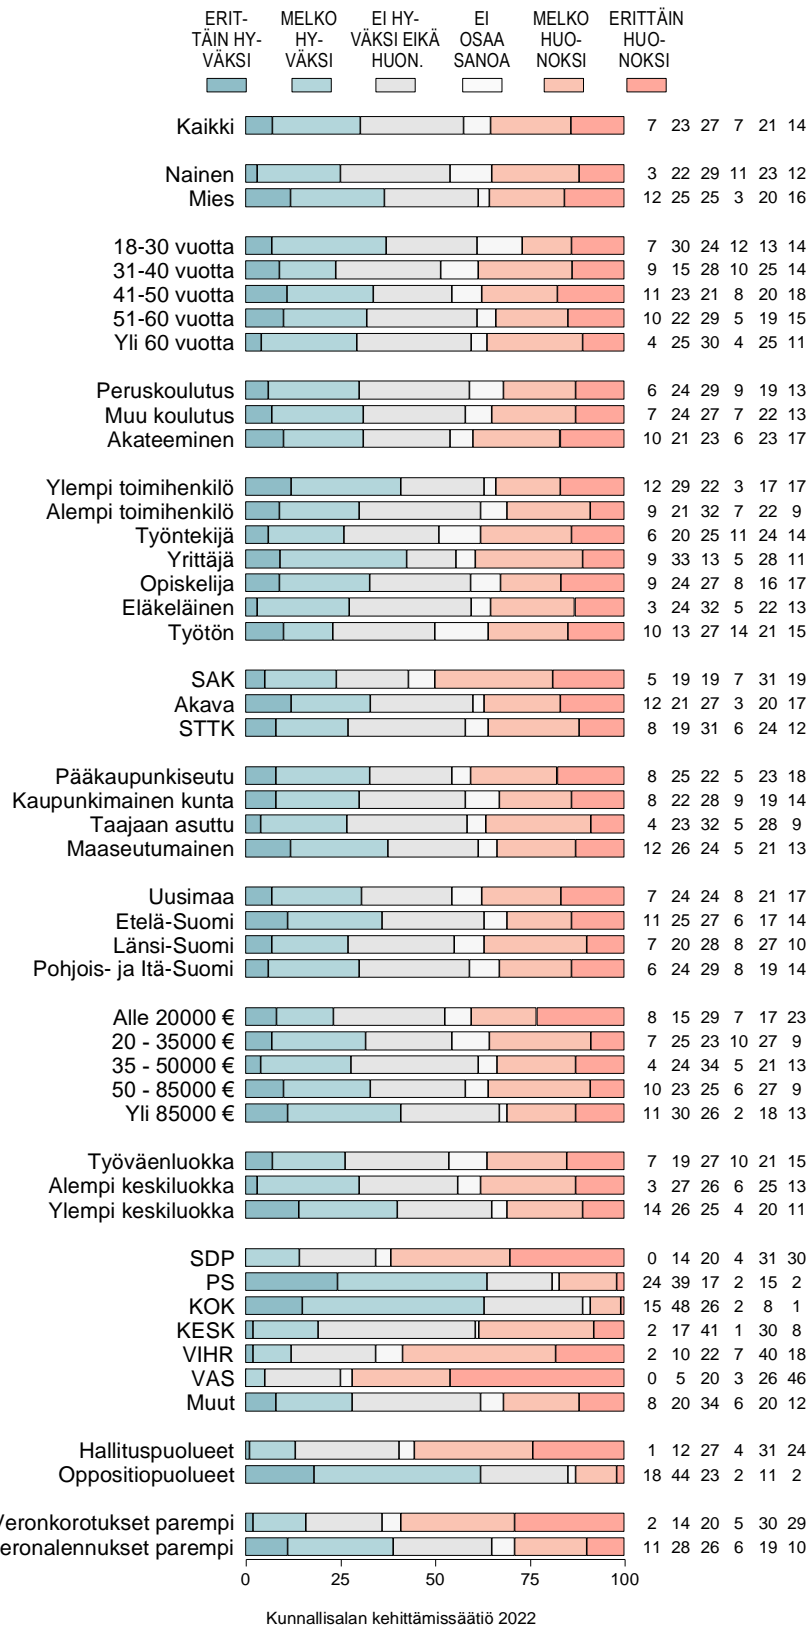 ERIT-
TÄIN HY-
VÄKSI
MELKO
HY-
VÄKSI
EI HY-
VÄKSI EIKÄ
HUON.
EI
OSAA
SANOA
MELKO
HUO-
NOKSI
ERITTÄIN
HUO-
NOKSI
Kaikki 7 23 27 7 21 14
Nainen 3 22 29 11 23 12
Mies 12 25 25 3 20 16
18-30 vuotta 7 30 24 12 13 14
31-40 vuotta 9 15 28 10 25 14
41-50 vuotta 11 23 21 8 20 18
51-60 vuotta 10 22 29 5 19 15
Yli 60 vuotta 4 25 30 4 25 11
Peruskoulutus 6 24 29 9 19 13
Muu koulutus 7 24 27 7 22 13
Akateeminen 10 21 23 6 23 17
Ylempi toimihenkilö 12 29 22 3 17 17
Alempi toimihenkilö 9 21 32 7 22 9
Työntekijä 6 20 25 11 24 14
Yrittäjä 9 33 13 5 28 11
Opiskelija 9 24 27 8 16 17
Eläkeläinen 3 24 32 5 22 13
Työtön 10 13 27 14 21 15
SAK 5 19 19 7 31 19
Akava 12 21 27 3 20 17
STTK 8 19 31 6 24 12
Pääkaupunkiseutu 8 25 22 5 23 18
Kaupunkimainen kunta 8 22 28 9 19 14
Taajaan asuttu 4 23 32 5 28 9
Maaseutumainen 12 26 24 5 21 13
Uusimaa 7 24 24 8 21 17
Etelä-Suomi 11 25 27 6 17 14
Länsi-Suomi 7 20 28 8 27 10
Pohjois- ja Itä-Suomi 6 24 29 8 19 14
Alle 20000 € 8 15 29 7 17 23
20 - 35000 € 7 25 23 10 27 9
35 - 50000 € 4 24 34 5 21 13
50 - 85000 € 10 23 25 6 27 9
Yli 85000 € 11 30 26 2 18 13
Työväenluokka 7 19 27 10 21 15
Alempi keskiluokka 3 27 26 6 25 13
Ylempi keskiluokka 14 26 25 4 20 11
SDP 0 14 20 4 31 30
PS 24 39 17 2 15 2
KOK 15 48 26 2 8 1
KESK 2 17 41 1 30 8
VIHR 2 10 22 7 40 18
VAS 0 5 20 3 26 46
Muut 8 20 34 6 20 12
Hallituspuolueet 1 12 27 4 31 24
Oppositiopuolueet 18 44 23 2 11 2
Veronkorotukset parempi 2 14 20 5 30 29
eronalennukset parempi 11 28 26 6 19 10
0 25 50 75 100
Kunnallisalan kehittämissäätiö 2022